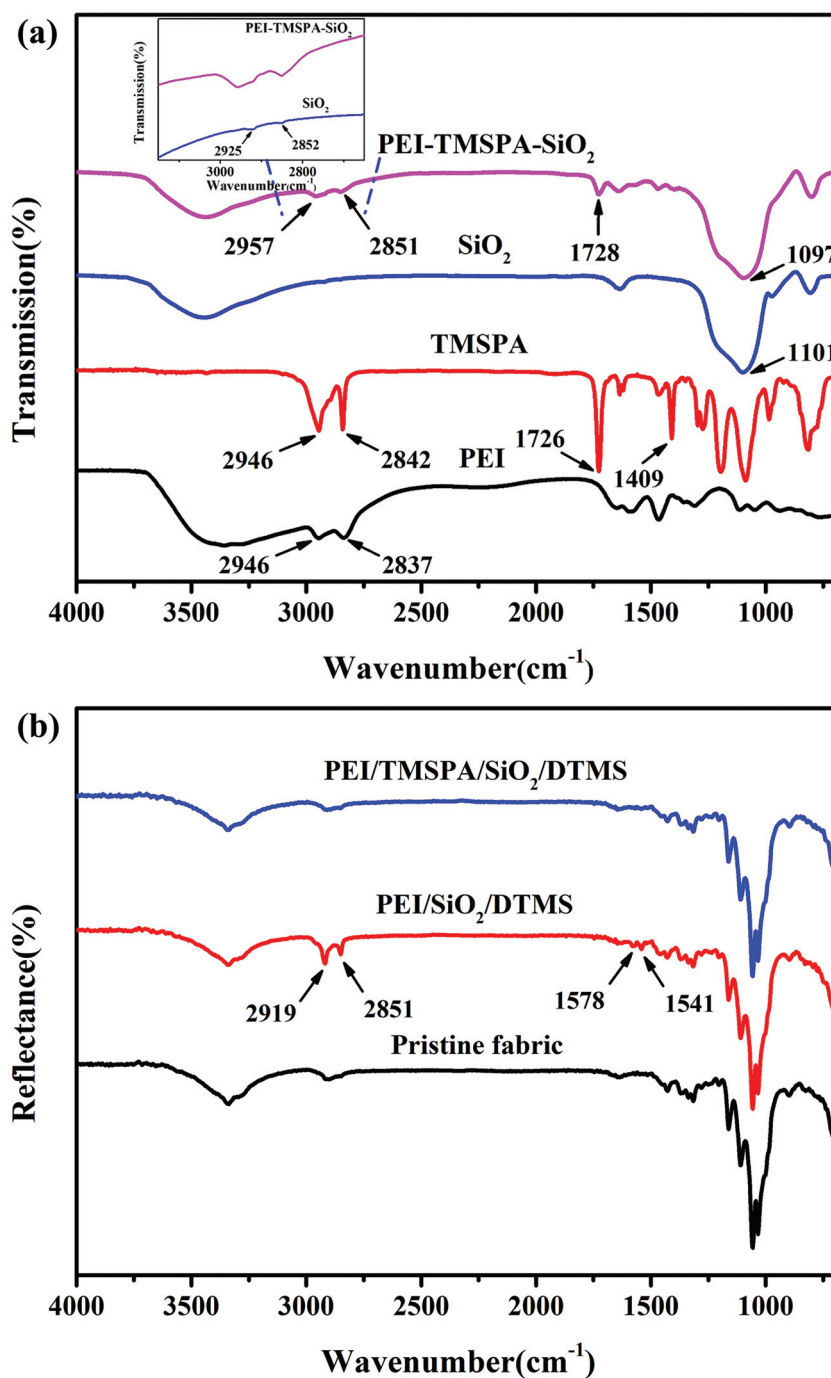 (a)
PEI-TMSPA-SiO2
SiO2
2925
2852
3000
2800
Wavenumber(cm-1)
Transmission(%)
PEI-TMSPA-SiO2
2957
2851
1728
1097
SiO2
1101
TMSPA
2946
2842
1726
1409
PEI
2946
2837
Transmission(%)
4000 3500 3000 2500 2000 1500 1000
Wavenumber(cm-1)
(b)
PEI/TMSPA/SiO2/DTMS
PEI/SiO2/DTMS
2919
2851
1578
1541
Pristine fabric
Reflectance(%)
4000 3500 3000 2500 2000 1500 1000
Wavenumber(cm-1)